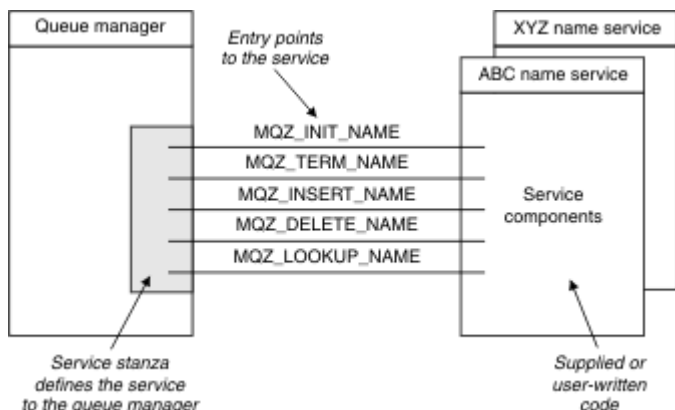 Queue manager
Entry points
to the service
XYZ name service
ABC name service
MQZ_INIT_NAME
MQZ_TERM_NAME
MQZ_INSERT_NAME
MQZ_DELETE_NAME
MQZ_LOOKUP_NAME
Service
components
Service stanza
defines the service
to the queue manager
Supplied or
user-written
code